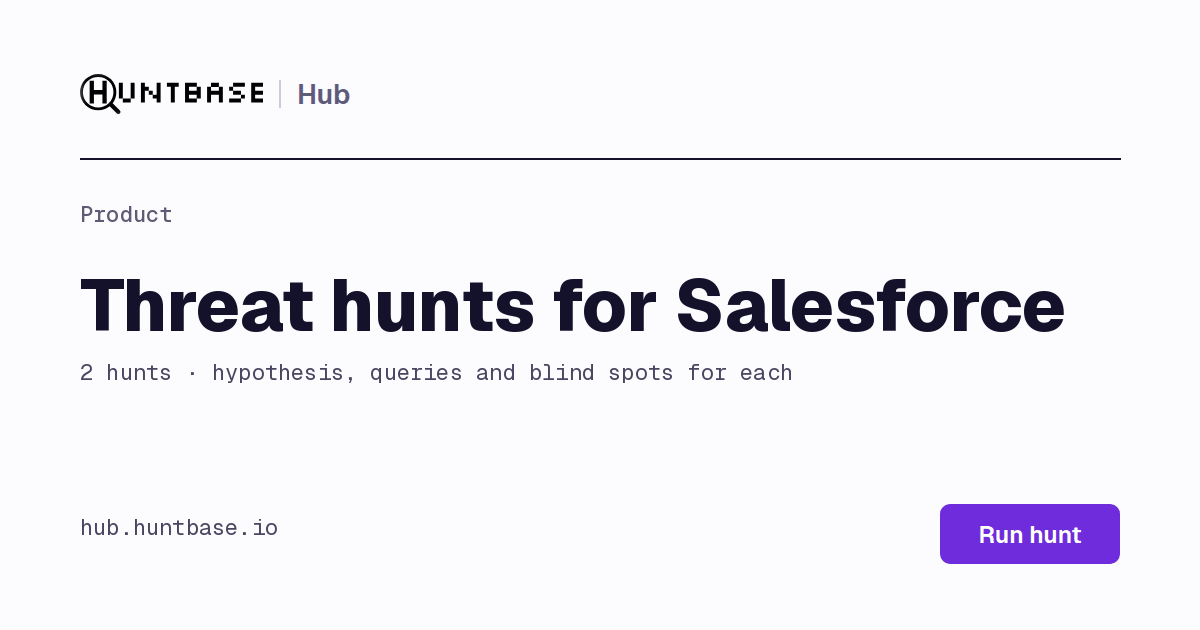 HUNTBASE | Hub
Product
Threat hunts for Salesforce
2 hunts · hypothesis, queries and blind spots for each
hub.huntbase.io
Run hunt